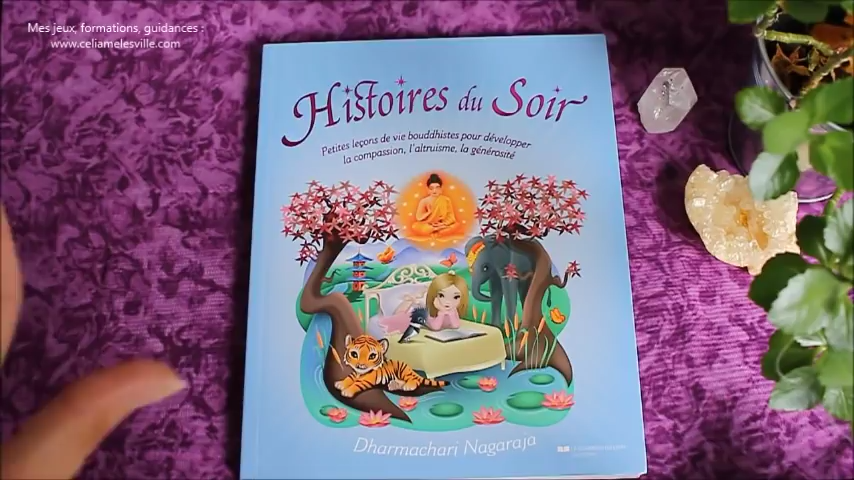 Mes jeux, formations, guidances :
www.celiamelesville.com
Histoires du Soir
Petites leçons de vie bouddhistes pour développer
la compassion, l'altruisme, la générosité
Dharmachari Nagaraja